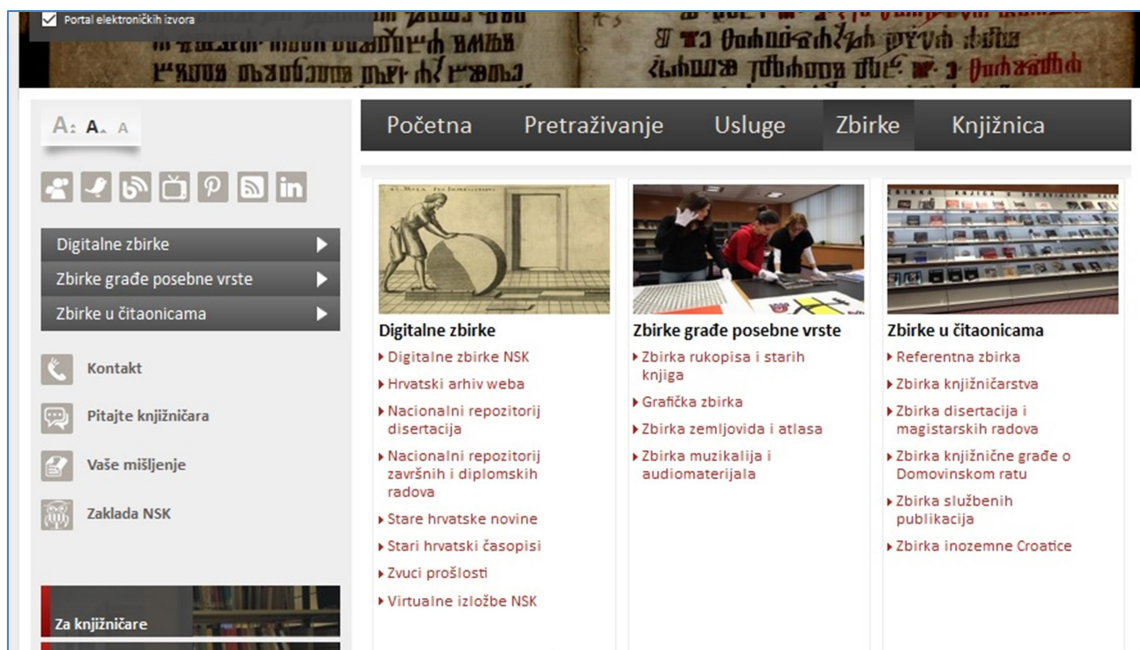 Portal elektroničkih izvora
A A A
Početna Pretraživanje Usluge Zbirke Knjižnica
in
Digitalne zbirke
Zbirke građe posebne vrste
Zbirke u čitaonicama
Kontakt
Pitajte knjižničara
Vaše mišljenje
Zaklada NSK
Za knjižničare
Digitalne zbirke
Digitalne zbirke NSK
Hrvatski arhiv weba
Nacionalni repozitorij
disertacija
Nacionalni repozitorij
završnih i diplomskih
radova
Stare hrvatske novine
Stari hrvatski časopisi
Zvuci prošlosti
Virtualne izložbe NSK
Zbirke građe posebne vrste
Zbirka rukopisa i starih
knjiga
Grafička zbirka
Zbirka zemljovida i atlasa
Zbirka muzikalija i
audiomaterijala
Zbirke u čitaonicama
Referentna zbirka
Zbirka knjižničarstva
Zbirka disertacija i
magistarskih radova
Zbirka knjižnične građe o
Domovinskom ratu
Zbirka službenih
publikacija
Zbirka inozemne Croatice